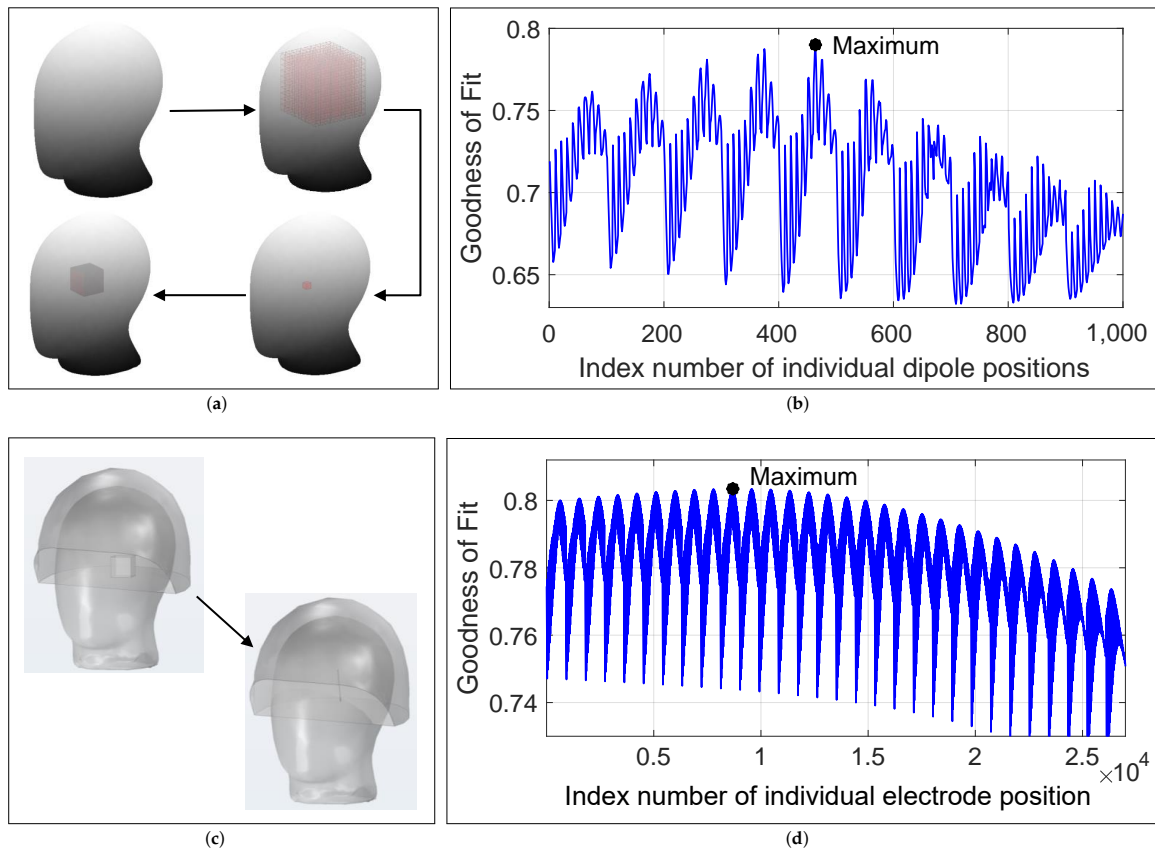 0.8
0.75
0.7
0.65
Goodness of Fit
Maximum
0
200
400
600
800
1,000
Index number of individual dipole positions
(a)
(b)
0.8
0.78
0.76
0.74
Goodness of Fit
Maximum
0.5
1
1.5
2
2.5
×10⁴
Index number of individual electrode position
(c)
(d)